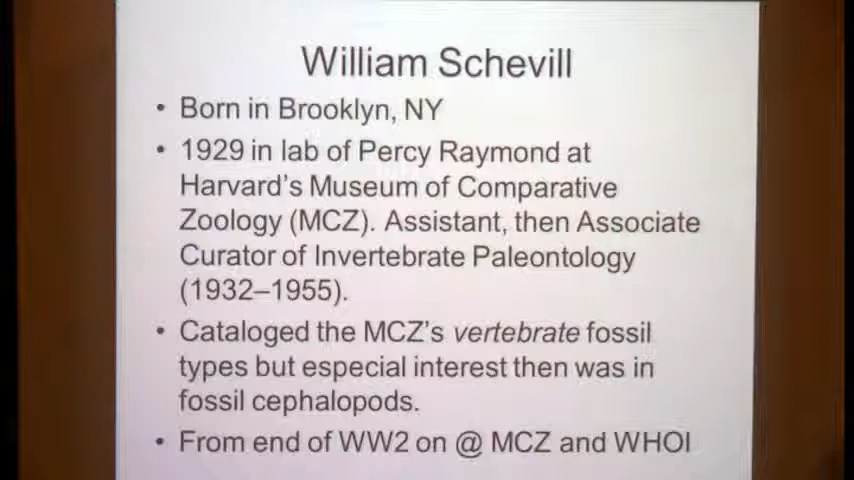 William Schevill
• Born in Brooklyn, NY
• 1929 in lab of Percy Raymond at
Harvard's Museum of Comparative
Zoology (MCZ). Assistant, then Associate
Curator of Invertebrate Paleontology
(1932–1955).
• Cataloged the MCZ's vertebrate fossil
types but especial interest then was in
fossil cephalopods.
• From end of WW2 on @ MCZ and WHOI